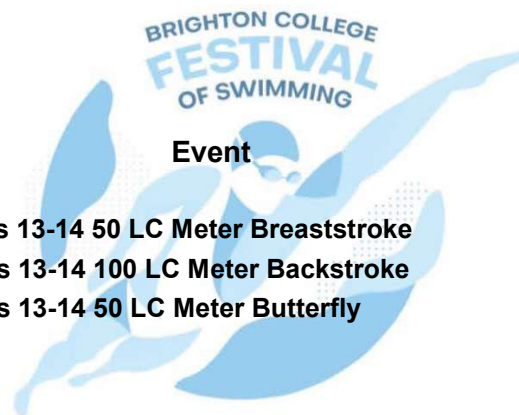 BRIGHTON COLLEGE
FESTIVAL
OF SWIMMING
Event
s 13-14 50 LC Meter Breaststroke
s 13-14 100 LC Meter Backstroke
s 13-14 50 LC Meter Butterfly